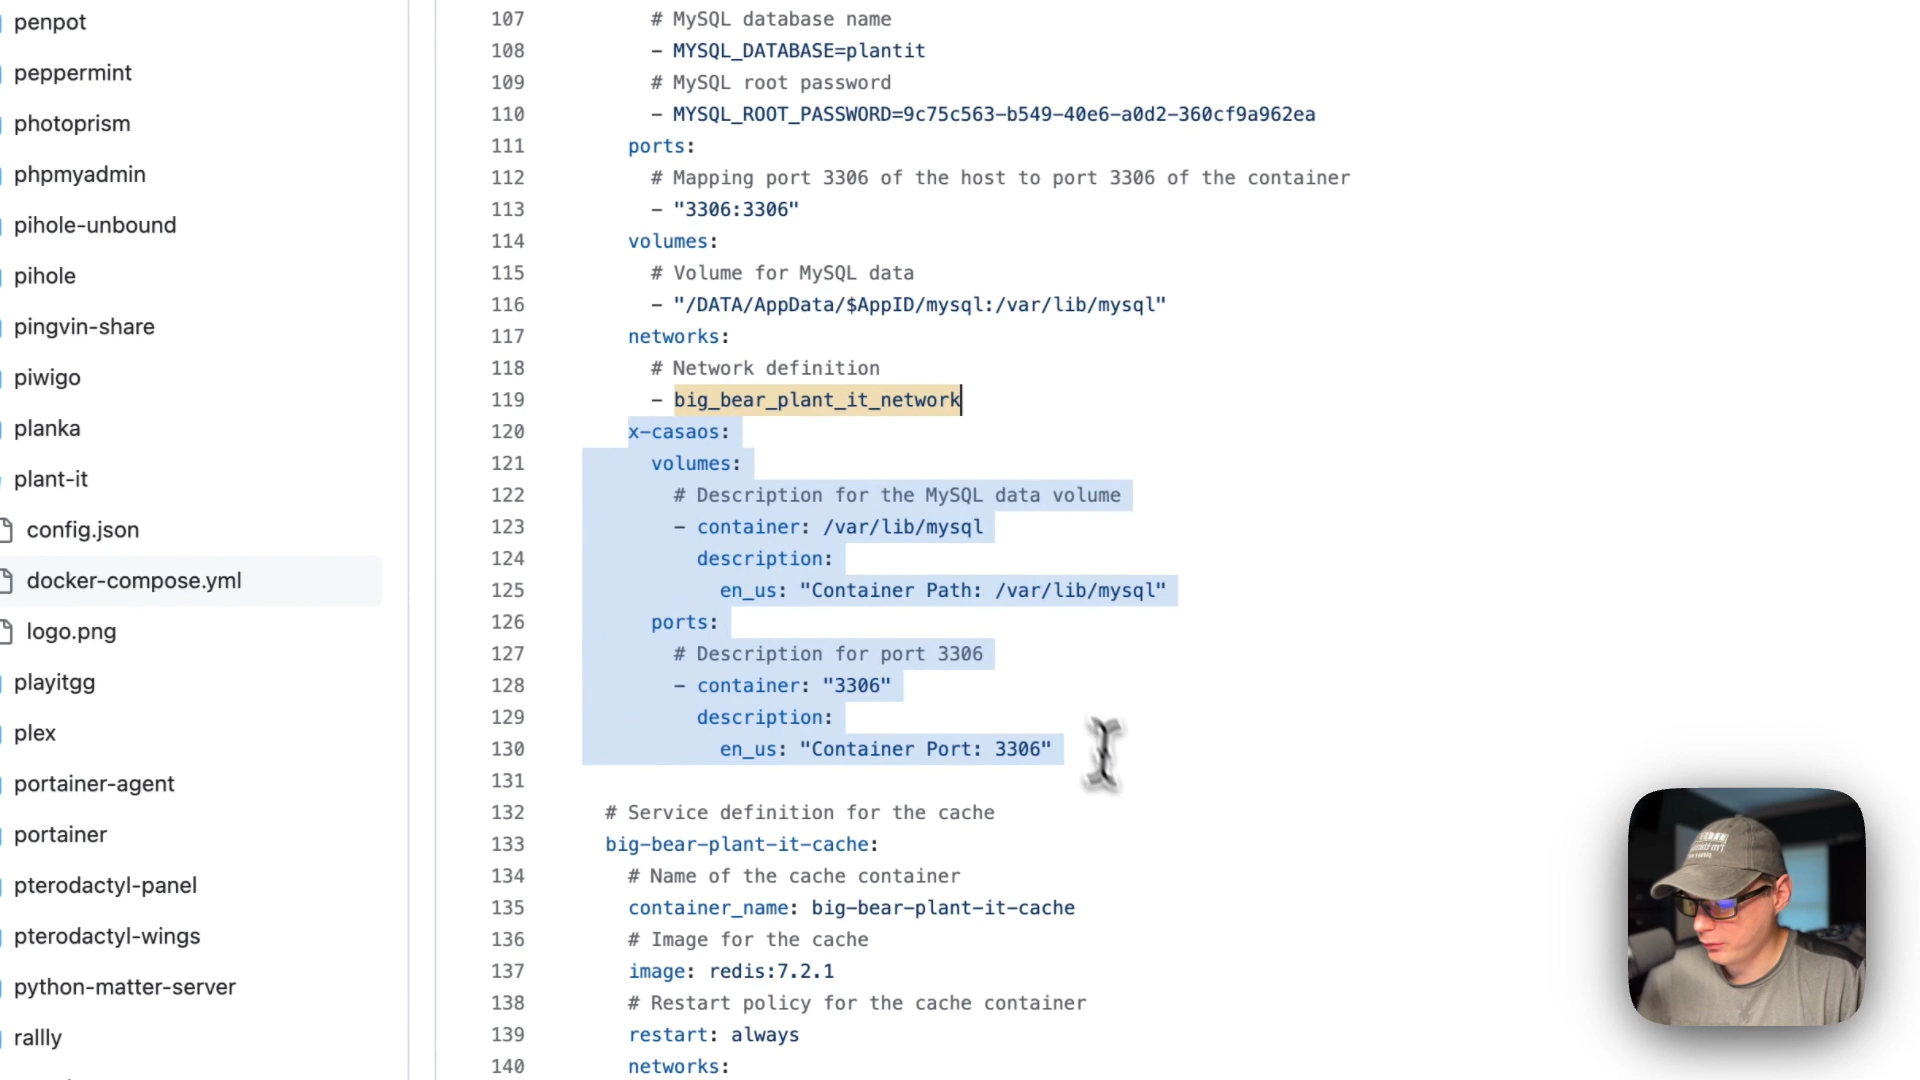 penpot
peppermint
photoprism
phpmyadmin
pihole-unbound
pihole
pingvin-share
piwigo
planka
plant-it
config.json
docker-compose.yml
logo.png
playitgg
plex
portainer-agent
portainer
pterodactyl-panel
pterodactyl-wings
python-matter-server
rallly
107 # MySQL database name
108 - MYSQL_DATABASE=plantit
109 # MySQL root password
110 - MYSQL_ROOT_PASSWORD=9c75c563-b549-40e6-a0d2-360cf9a962ea
111 ports:
112 # Mapping port 3306 of the host to port 3306 of the container
113 - "3306:3306"
114 volumes:
115 # Volume for MySQL data
116 - "/DATA/AppData/$AppID/mysql:/var/lib/mysql"
117 networks:
118 # Network definition
119 - big_bear_plant_it_network
120 x-casaos:
121 volumes:
122 # Description for the MySQL data volume
123 - container: /var/lib/mysql
124 description:
125 en_us: "Container Path: /var/lib/mysql"
126 ports:
127 # Description for port 3306
128 - container: "3306"
129 description:
130 en_us: "Container Port: 3306"
131
132 # Service definition for the cache
133 big-bear-plant-it-cache:
134 # Name of the cache container
135 container_name: big-bear-plant-it-cache
136 # Image for the cache
137 image: redis:7.2.1
138 # Restart policy for the cache container
139 restart: always
140 networks: